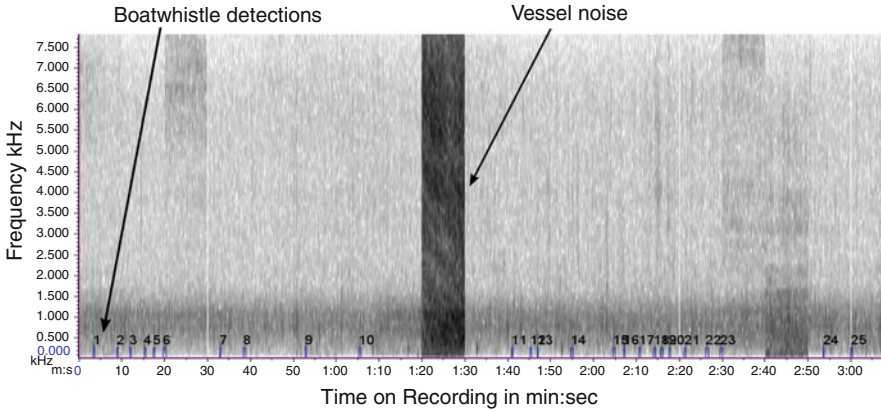 Boatwhistle detections
Vessel noise
Frequency kHz
7.500
7.000
6.500
6.000
5.500
5.000
4.500
4.000
3.500
3.000
2.500
2.000
1.500
1.000
0.500
0.000
kHz
1 2 3 4 5 6 7 8 9 10 11 12 13 14 15 16 17 18 19 20 21 22 23 24 25
m:s 0 10 20 30 40 50 1:00 1:10 1:20 1:30 1:40 1:50 2:00 2:10 2:20 2:30 2:40 2:50 3:00
Time on Recording in min:sec